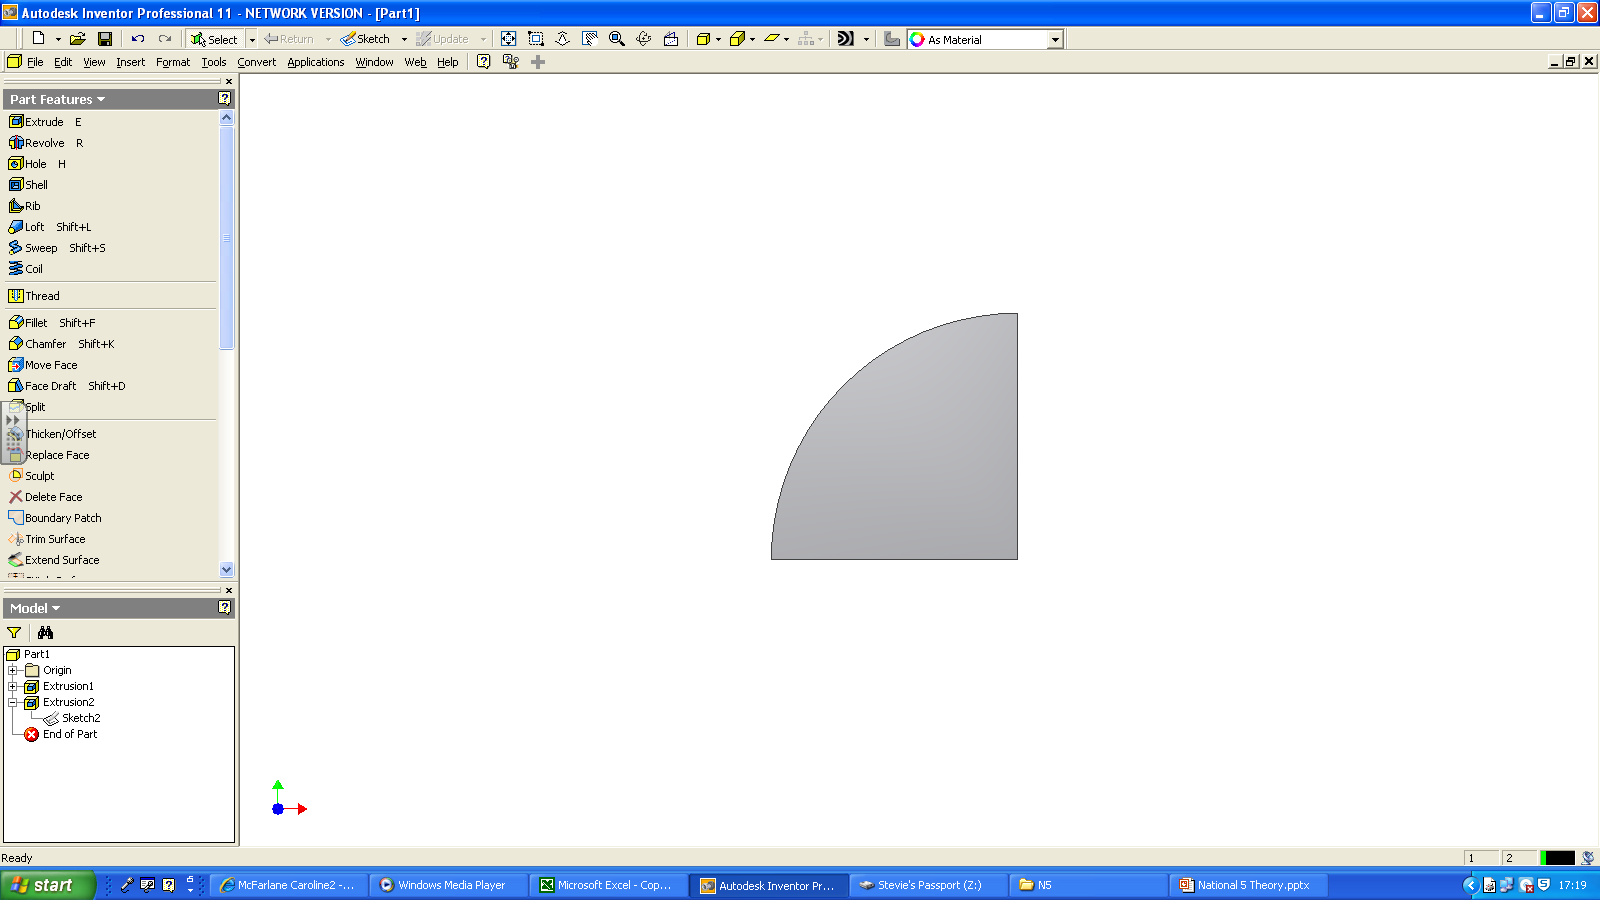 Autodesk Inventor Professional 11 - NETWORK VERSION - [Part1]
Select Return Sketch Update As Material
File Edit View Insert Format Tools Convert Applications Window Web Help
Part Features
Extrude E
Revolve R
Hole H
Shell
Rib
Loft Shift+L
Sweep Shift+S
Coil
Thread
Fillet Shift+F
Chamfer Shift+K
Move Face
Face Draft Shift+D
Split
Thicken/Offset
Replace Face
Sculpt
Delete Face
Boundary Patch
Trim Surface
Extend Surface
Model
Part1
Origin
Extrusion1
Extrusion2
Sketch2
End of Part
Ready 1 2
start McFarlane Caroline2 -... Windows Media Player Microsoft Excel - Cop... Autodesk Inventor Pr... Stevie's Passport (Z:) N5 National 5 Theory.pptx 17:19